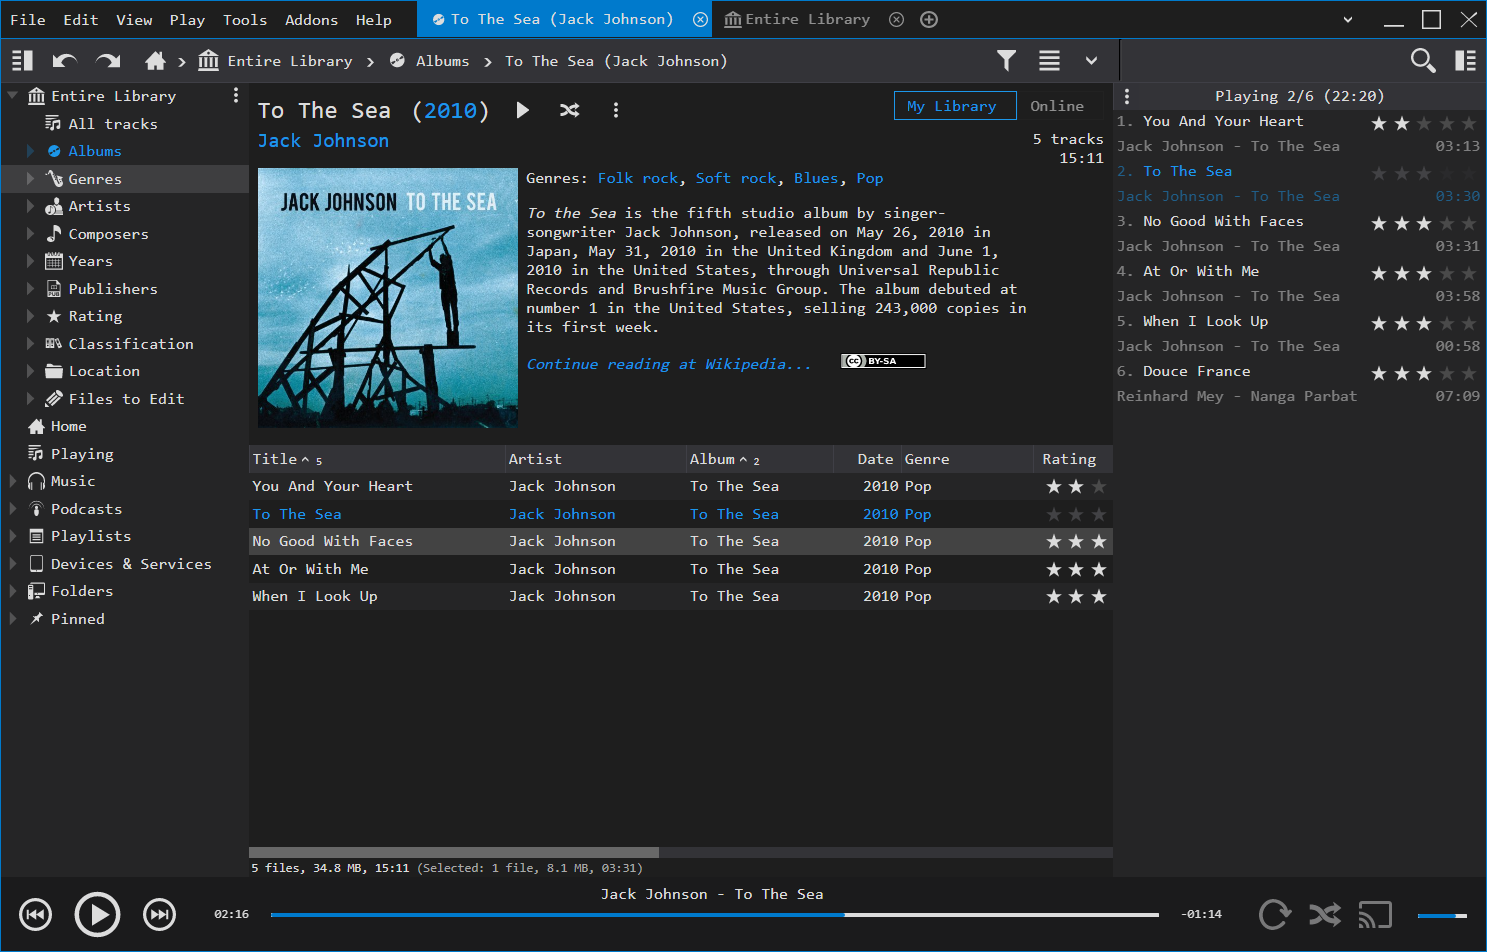 File Edit View Play Tools Addons Help
To The Sea (Jack Johnson)
Entire Library
Entire Library > Albums > To The Sea (Jack Johnson)
Entire Library
All tracks
Albums
Genres
Artists
Composers
Years
Publishers
Rating
Classification
Location
Files to Edit
Home
Playing
Music
Podcasts
Playlists
Devices & Services
Folders
Pinned
To The Sea (2010)
Jack Johnson
My Library Online
5 tracks
15:11
JACK JOHNSON TO THE SEA
Genres: Folk rock, Soft rock, Blues, Pop
To the Sea is the fifth studio album by singer-
songwriter Jack Johnson, released on May 26, 2010 in
Japan, May 31, 2010 in the United Kingdom and June 1,
2010 in the United States, through Universal Republic
Records and Brushfire Music Group. The album debuted at
number 1 in the United States, selling 243,000 copies in
its first week.
Continue reading at Wikipedia...
cc BY-SA
Title 5 Artist Album 2 Date Genre Rating
You And Your Heart Jack Johnson To The Sea 2010 Pop
To The Sea Jack Johnson To The Sea 2010 Pop
No Good With Faces Jack Johnson To The Sea 2010 Pop
At Or With Me Jack Johnson To The Sea 2010 Pop
When I Look Up Jack Johnson To The Sea 2010 Pop
5 files, 34.8 MB, 15:11 (Selected: 1 file, 8.1 MB, 03:31)
Playing 2/6 (22:20)
1. You And Your Heart
Jack Johnson - To The Sea 03:13
2. To The Sea
Jack Johnson - To The Sea 03:30
3. No Good With Faces
Jack Johnson - To The Sea 03:31
4. At Or With Me
Jack Johnson - To The Sea 03:58
5. When I Look Up
Jack Johnson - To The Sea 00:58
6. Douce France
Reinhard Mey - Nanga Parbat 07:09
Jack Johnson - To The Sea
02:16 -01:14